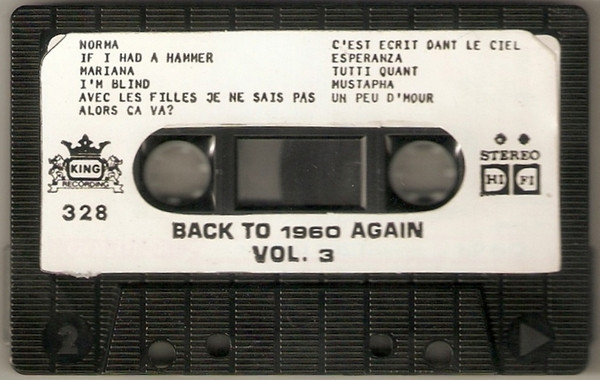 NORMA
IF I HAD A HAMMER
MARIANA
I'M BLIND
AVEC LES FILLES JE NE SAIS PAS
ALORS CA VA?
C'EST ECRIT DANT LE CIEL
ESPERANZA
TUTTI QUANT
MUSTAPHA
UN PEU D'MOUR
KING
RECORDING
328
STEREO
HI FI
BACK TO 1960 AGAIN
VOL. 3
2